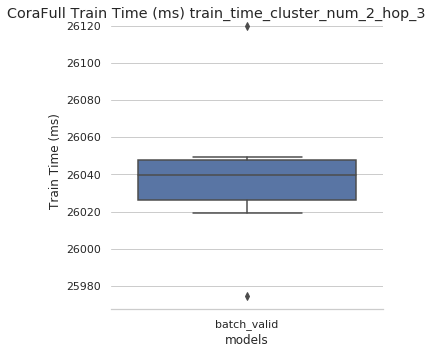 CoraFull Train Time (ms) train_time_cluster_num_2_hop_3
26120
26100
26080
26060
26040
26020
26000
25980
Train Time (ms)
batch_valid
models